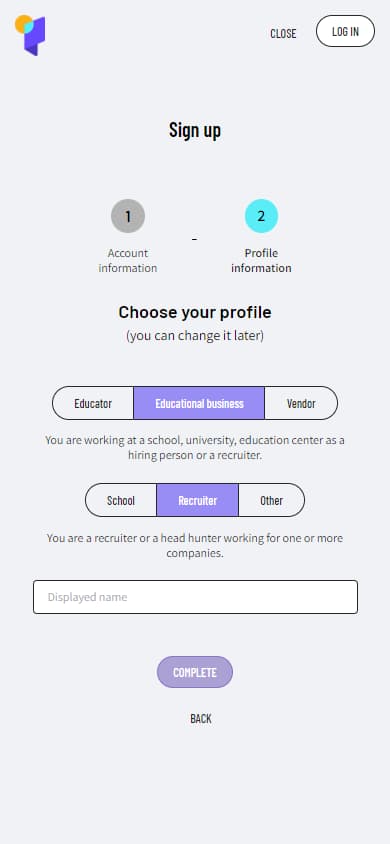 CLOSE
LOG IN
Sign up
1
2
Account
information
-
Profile
information
Choose your profile
(you can change it later)
Educator
Educational business
Vendor
You are working at a school, university, education center as a
hiring person or a recruiter.
School
Recruiter
Other
You are a recruiter or a head hunter working for one or more
companies.
Displayed name
COMPLETE
BACK